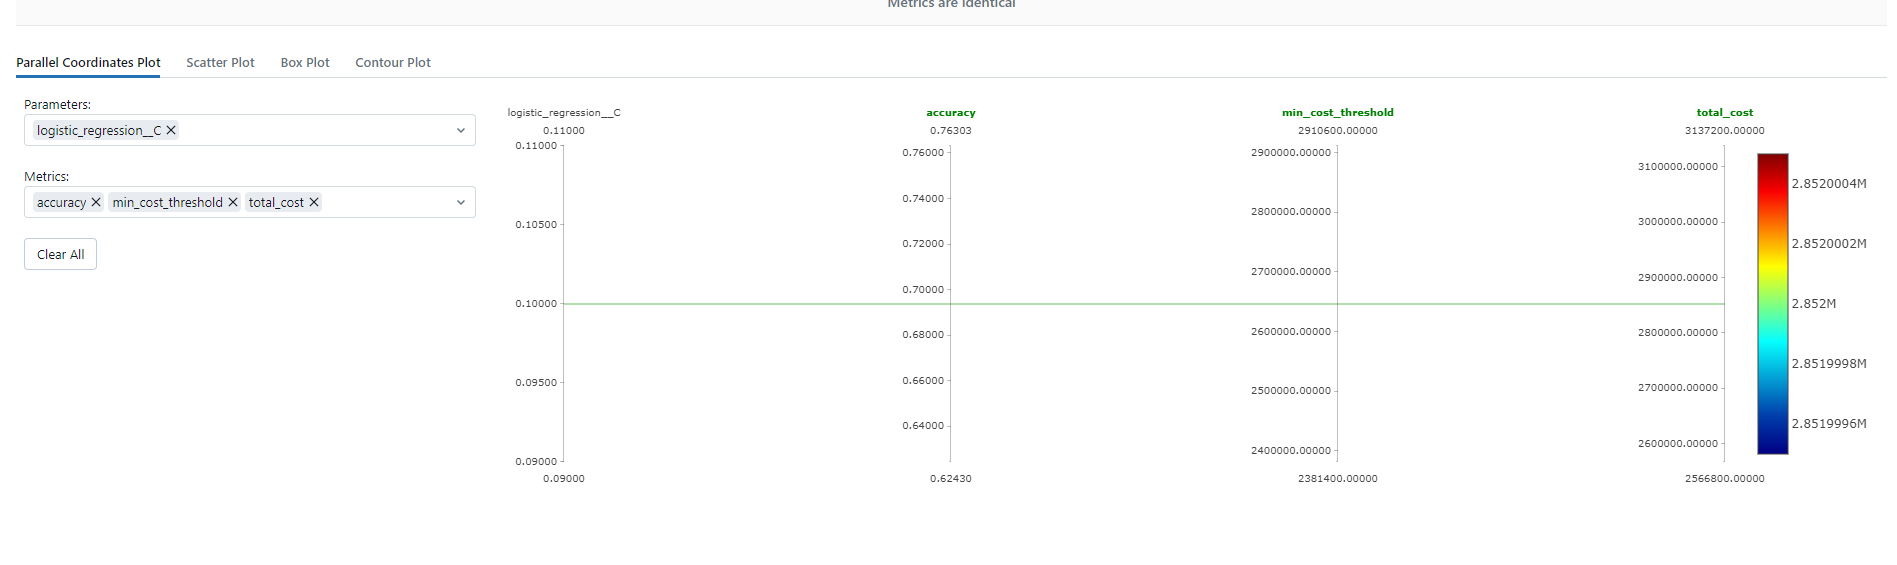 Metrics are identical
Parallel Coordinates Plot Scatter Plot Box Plot Contour Plot
Parameters:
logistic_regression__C
Metrics:
accuracy min_cost_threshold total_cost
Clear All
logistic_regression__C
0.11000
0.11000
0.10500
0.10000
0.09500
0.09000
0.09000
accuracy
0.76303
0.76000
0.74000
0.72000
0.70000
0.68000
0.66000
0.64000
0.62430
min_cost_threshold
2910600.00000
2900000.00000
2800000.00000
2700000.00000
2600000.00000
2500000.00000
2400000.00000
2381400.00000
total_cost
3137200.00000
3100000.00000
3000000.00000
2900000.00000
2800000.00000
2700000.00000
2600000.00000
2566800.00000
2.8520004M
2.8520002M
2.852M
2.8519998M
2.8519996M